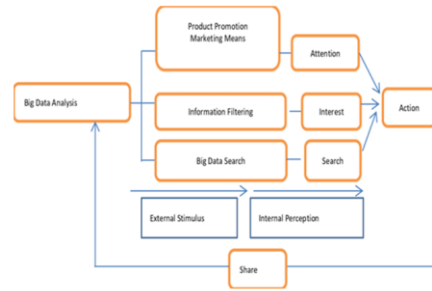 Product Promotion
Marketing Means
Attention
Big Data Analysis
Information Filtering
Interest
Action
Big Data Search
Search
External Stimulus
Internal Perception
Share